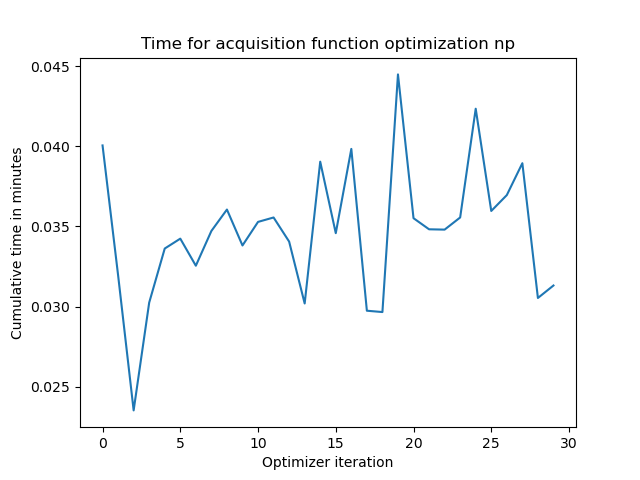 Time for acquisition function optimization np
0.045
0.040
0.035
0.030
0.025
Cumulative time in minutes
0 5 10 15 20 25 30
Optimizer iteration